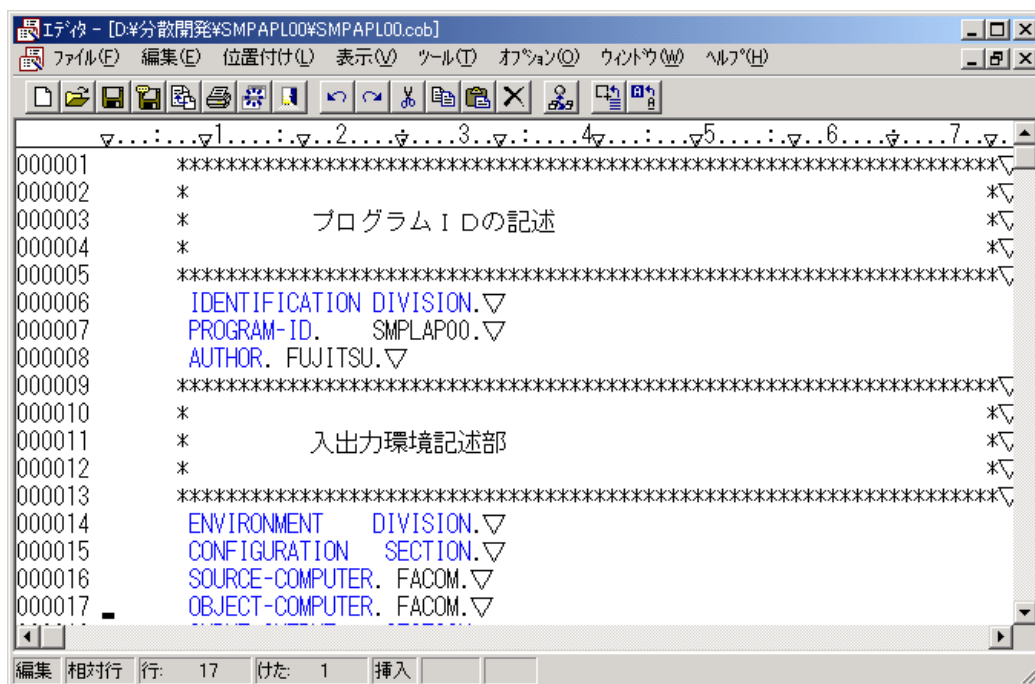 エディタ - [D:¥分散開発¥SMPAPL00¥SMPAPL00.cob]
ファイル(F) 編集(E) 位置付け(L) 表示(V) ツール(T) オプション(O) ウィンドウ(W) ヘルプ(H)
▽....:....▽1....:.▽..2....▽....3..▽.:....4▽....:....▽5....:.▽..6....▽....7..▽.
000001 ********************************************************************▽
000002 * *▽
000003 * プログラムＩＤの記述 *▽
000004 * *▽
000005 ********************************************************************▽
000006 IDENTIFICATION DIVISION.▽
000007 PROGRAM-ID. SMPLAP00.▽
000008 AUTHOR. FUJITSU.▽
000009 ********************************************************************▽
000010 * *▽
000011 * 入出力環境記述部 *▽
000012 * *▽
000013 ********************************************************************▽
000014 ENVIRONMENT DIVISION.▽
000015 CONFIGURATION SECTION.▽
000016 SOURCE-COMPUTER. FACOM.▽
000017 OBJECT-COMPUTER. FACOM.▽
編集 相対行 行: 17 けた: 1 挿入